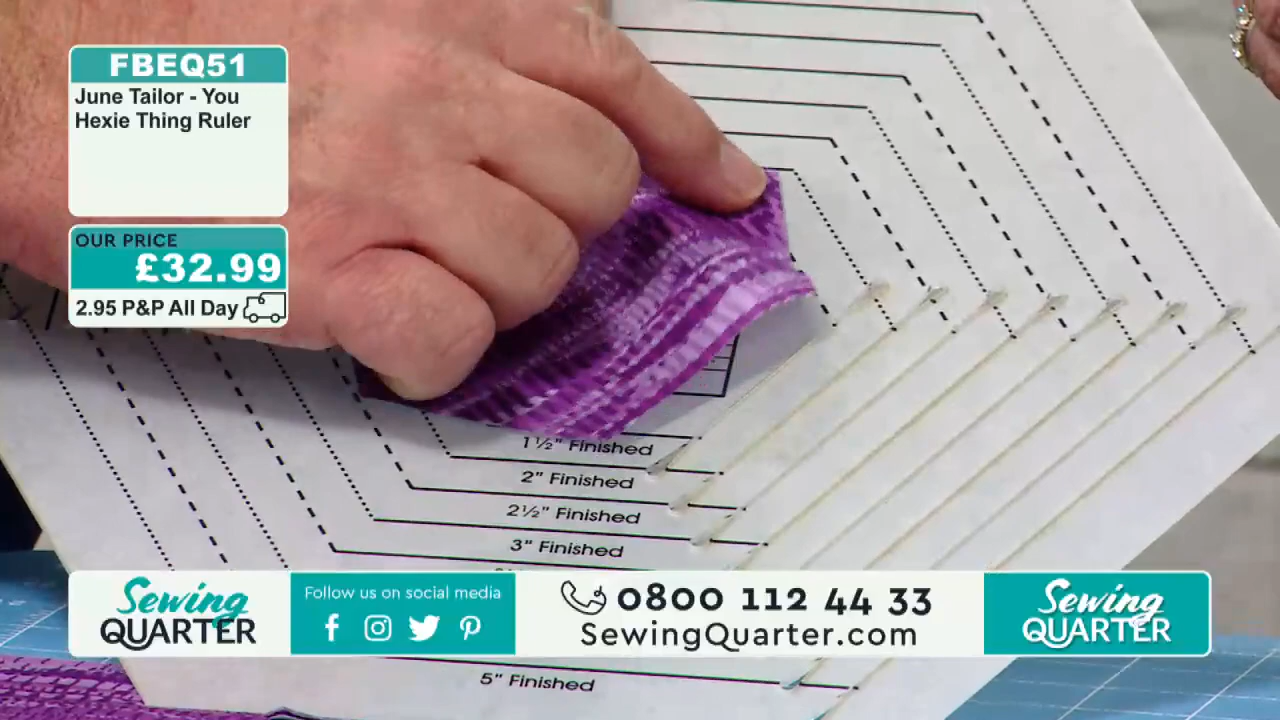 FBEQ51
June Tailor - You
Hexie Thing Ruler
OUR PRICE
£32.99
2.95 P&P All Day
1½" Finished
2" Finished
2½" Finished
3" Finished
5" Finished
Sewing
QUARTER
Follow us on social media
0800 112 44 33
SewingQuarter.com
Sewing
QUARTER